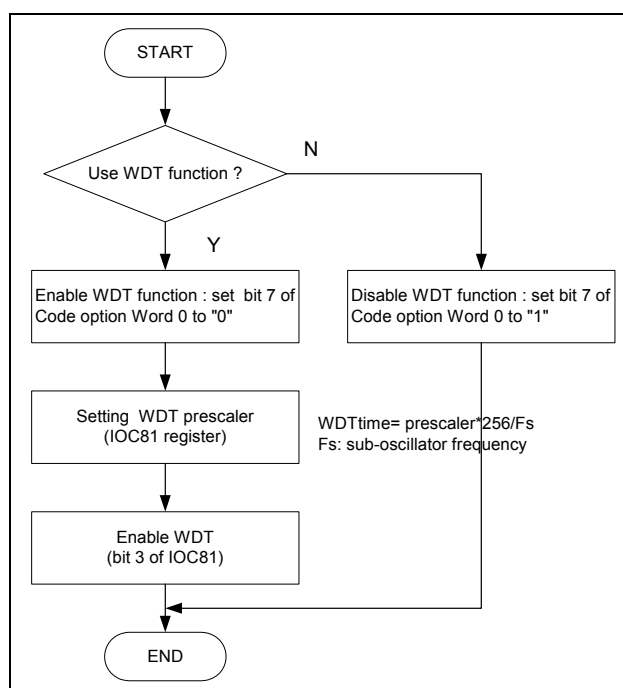 START
Use WDT function ?
N
Y
Enable WDT function : set bit 7 of
Code option Word 0 to "0"
Disable WDT function : set bit 7 of
Code option Word 0 to "1"
Setting WDT prescaler
(IOC81 register)
WDTtime= prescaler*256/Fs
Fs: sub-oscillator frequency
Enable WDT
(bit 3 of IOC81)
END